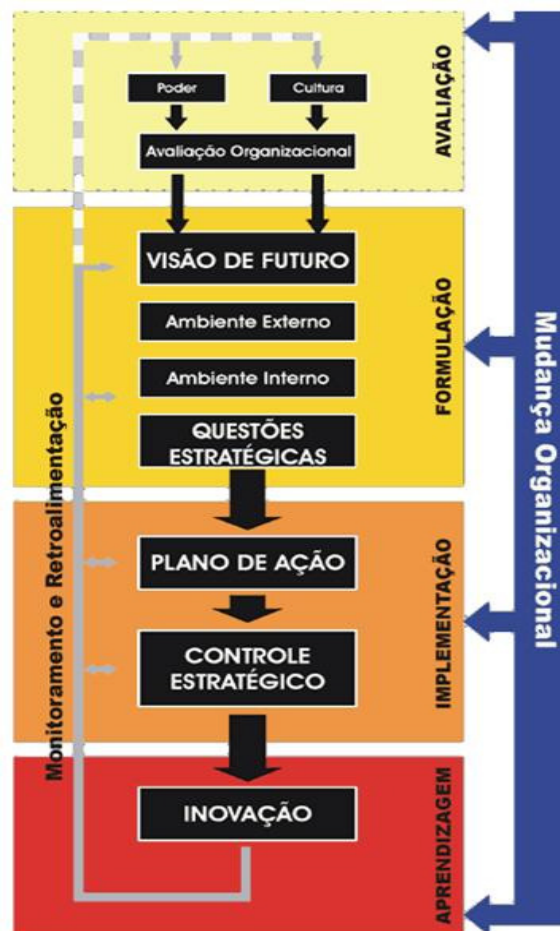 Poder
Cultura
Avaliação Organizacional
AVALIAÇÃO
VISÃO DE FUTURO
Ambiente Externo
Ambiente Interno
QUESTÕES
ESTRATÉGICAS
FORMULAÇÃO
PLANO DE AÇÃO
CONTROLE
ESTRATÉGICO
IMPLEMENTAÇÃO
INOVAÇÃO
APRENDIZAGEM
Monitoramento e Retroalimentação
Mudança Organizacional